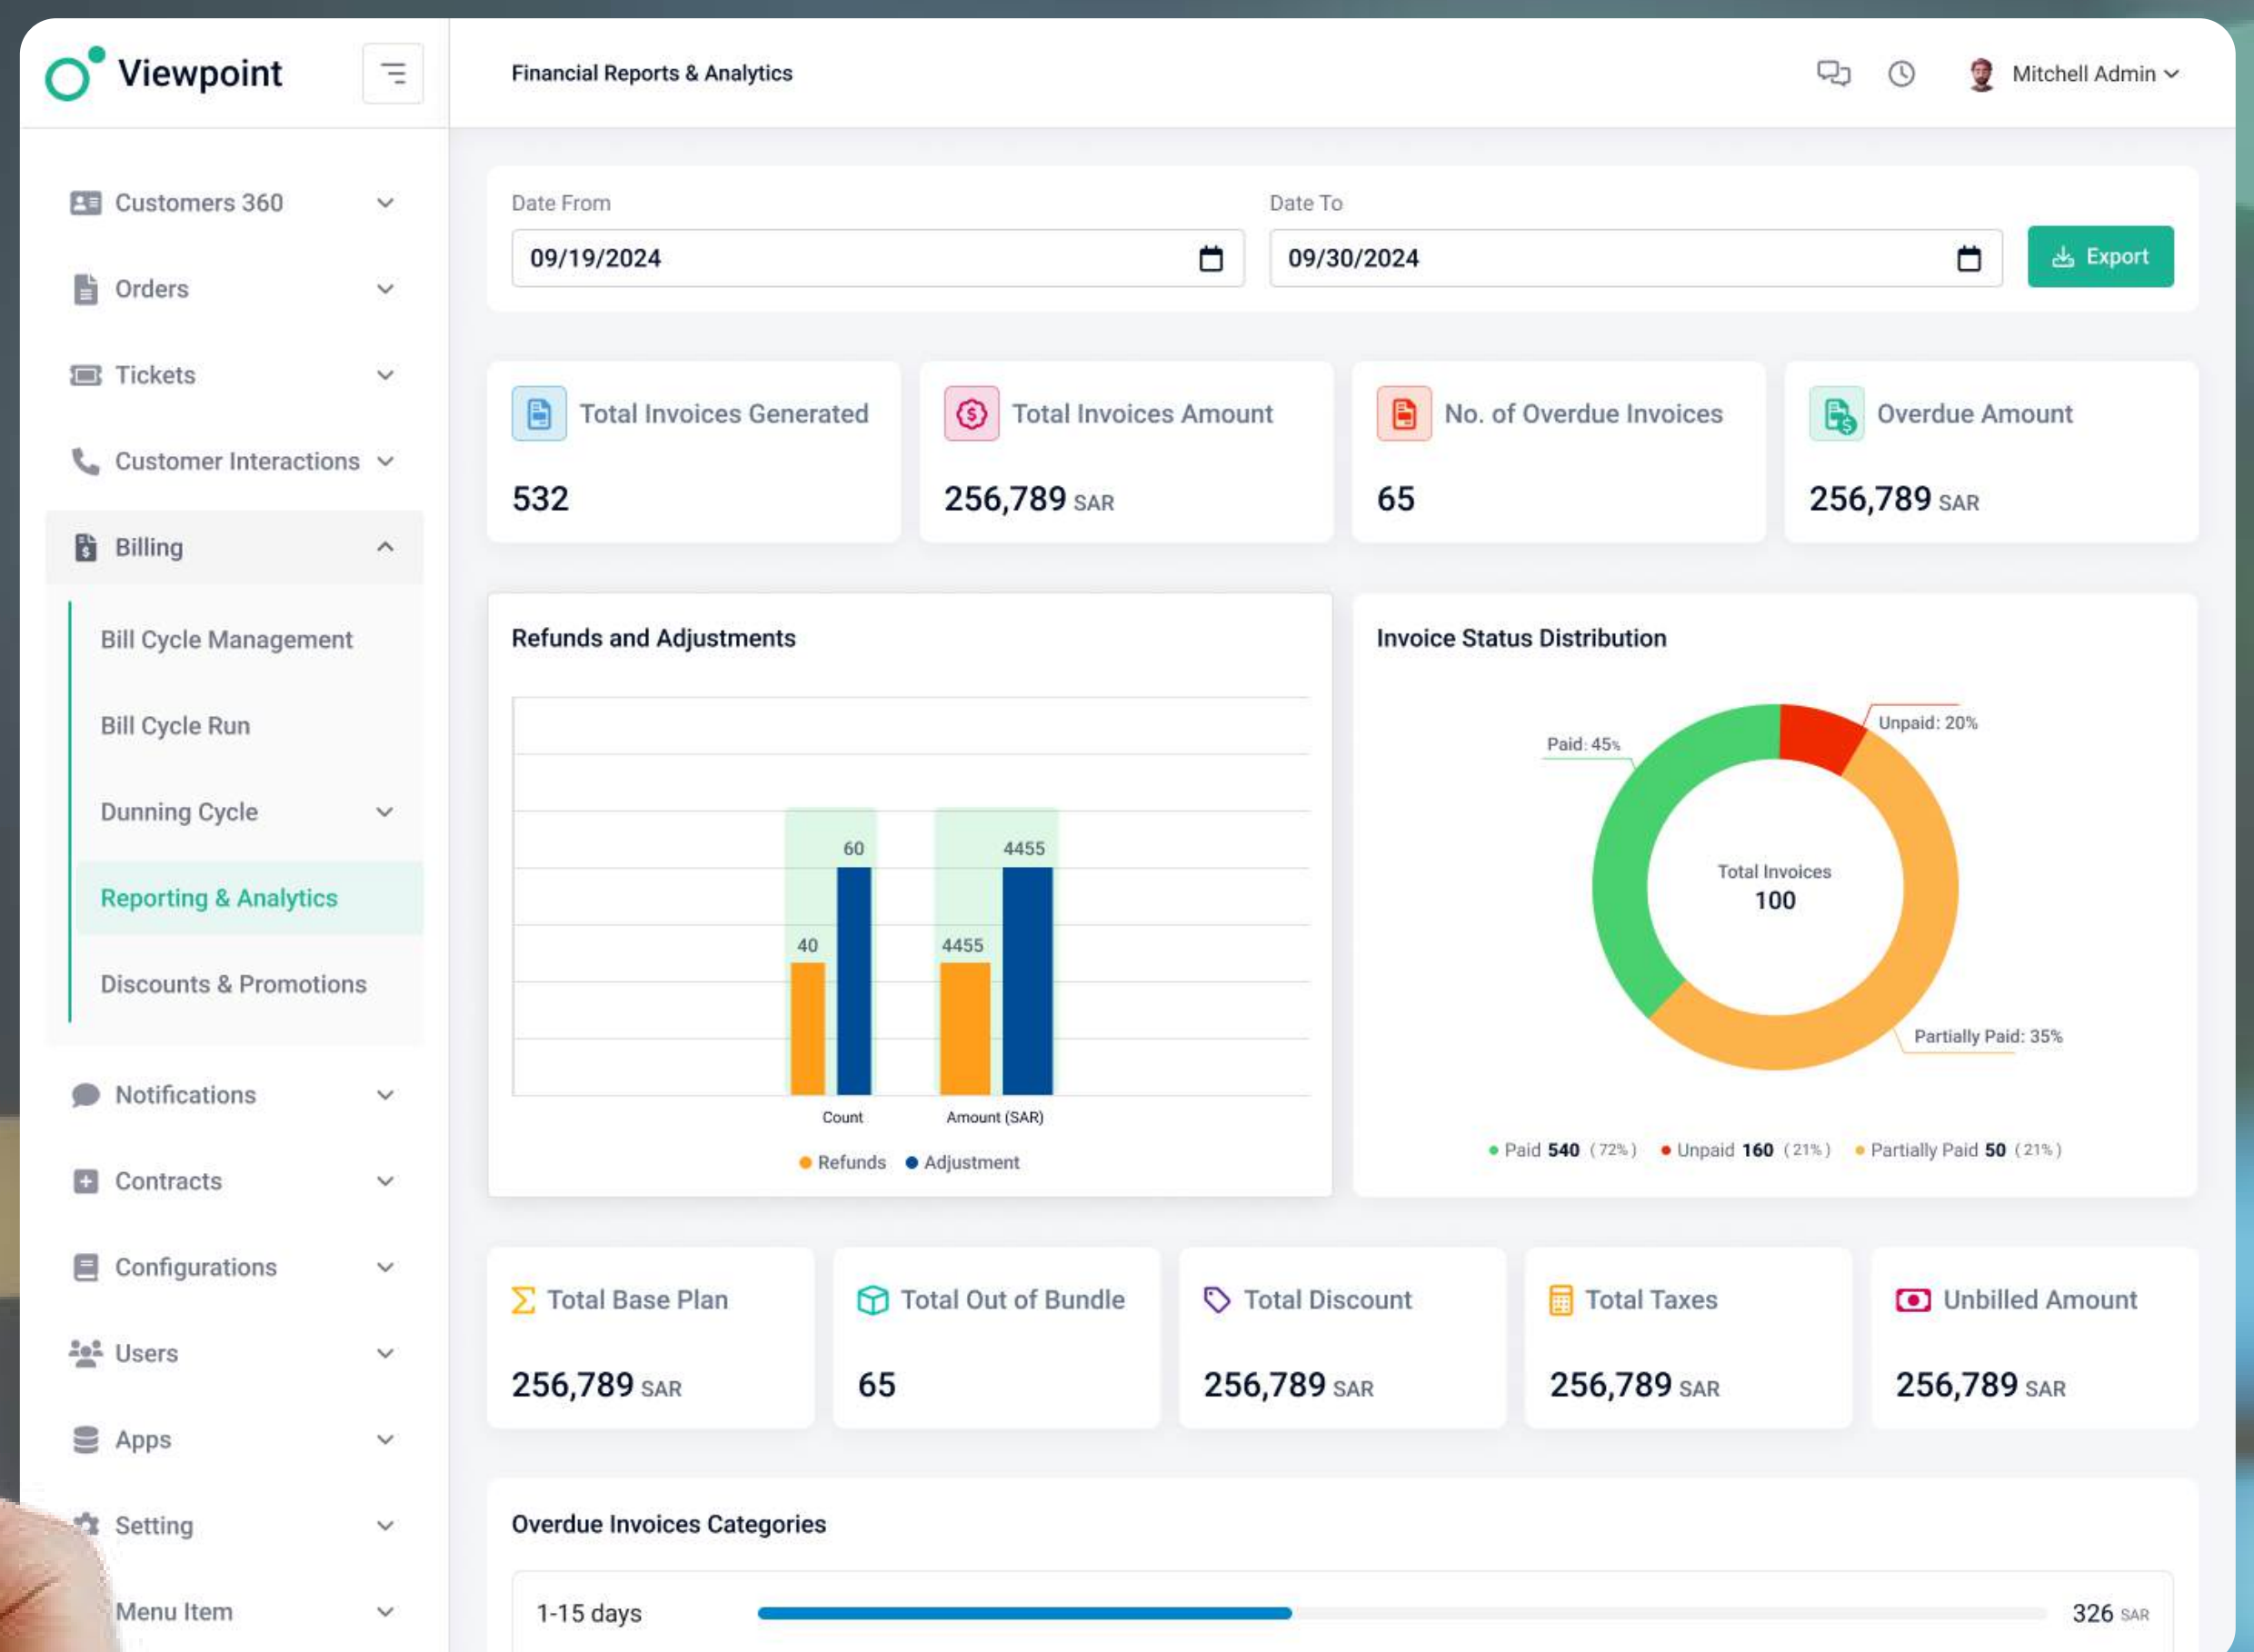 Viewpoint
Financial Reports & Analytics
Mitchell Admin
Customers 360
Orders
Tickets
Customer Interactions
Billing
Bill Cycle Management
Bill Cycle Run
Dunning Cycle
Reporting & Analytics
Discounts & Promotions
Notifications
Contracts
Configurations
Users
Apps
Setting
Menu Item
Date From
Date To
09/19/2024
09/30/2024
Export
Total Invoices Generated
532
Total Invoices Amount
256,789 SAR
No. of Overdue Invoices
65
Overdue Amount
256,789 SAR
Refunds and Adjustments
60
4455
40
4455
Count
Amount (SAR)
Refunds
Adjustment
Invoice Status Distribution
Unpaid: 20%
Paid: 45%
Total Invoices
100
Partially Paid: 35%
Paid 540 (72%)
Unpaid 160 (21%)
Partially Paid 50 (21%)
Total Base Plan
256,789 SAR
Total Out of Bundle
65
Total Discount
256,789 SAR
Total Taxes
256,789 SAR
Unbilled Amount
256,789 SAR
Overdue Invoices Categories
1-15 days
326 SAR